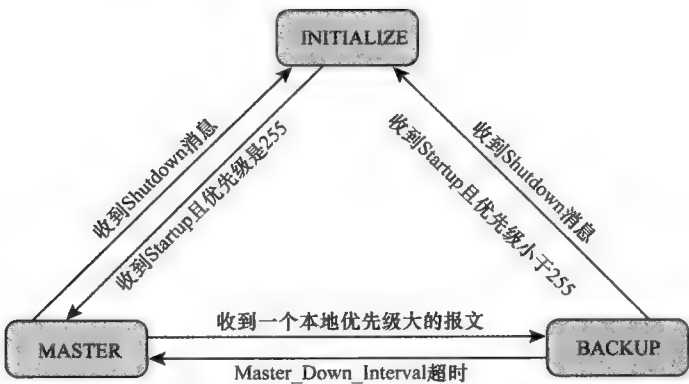 INITIALIZE
收到Shutdown消息
收到Startup且优先级是255
收到Startup且优先级小于255
收到Shutdown消息
MASTER
收到一个本地优先级大的报文
Master_Down_Interval超时
BACKUP